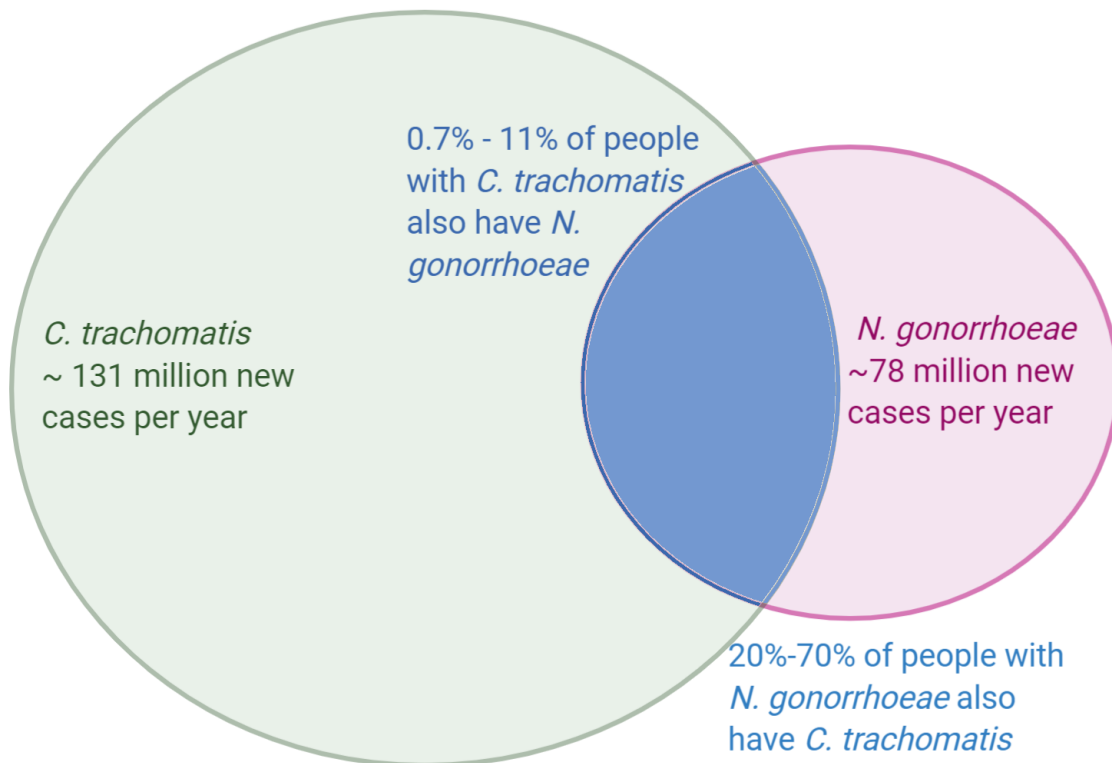 0.7% - 11% of people
with C. trachomatis
also have N.
gonorrhoeae
C. trachomatis
~ 131 million new
cases per year
N. gonorrhoeae
~78 million new
cases per year
20%-70% of people with
N. gonorrhoeae also
have C. trachomatis